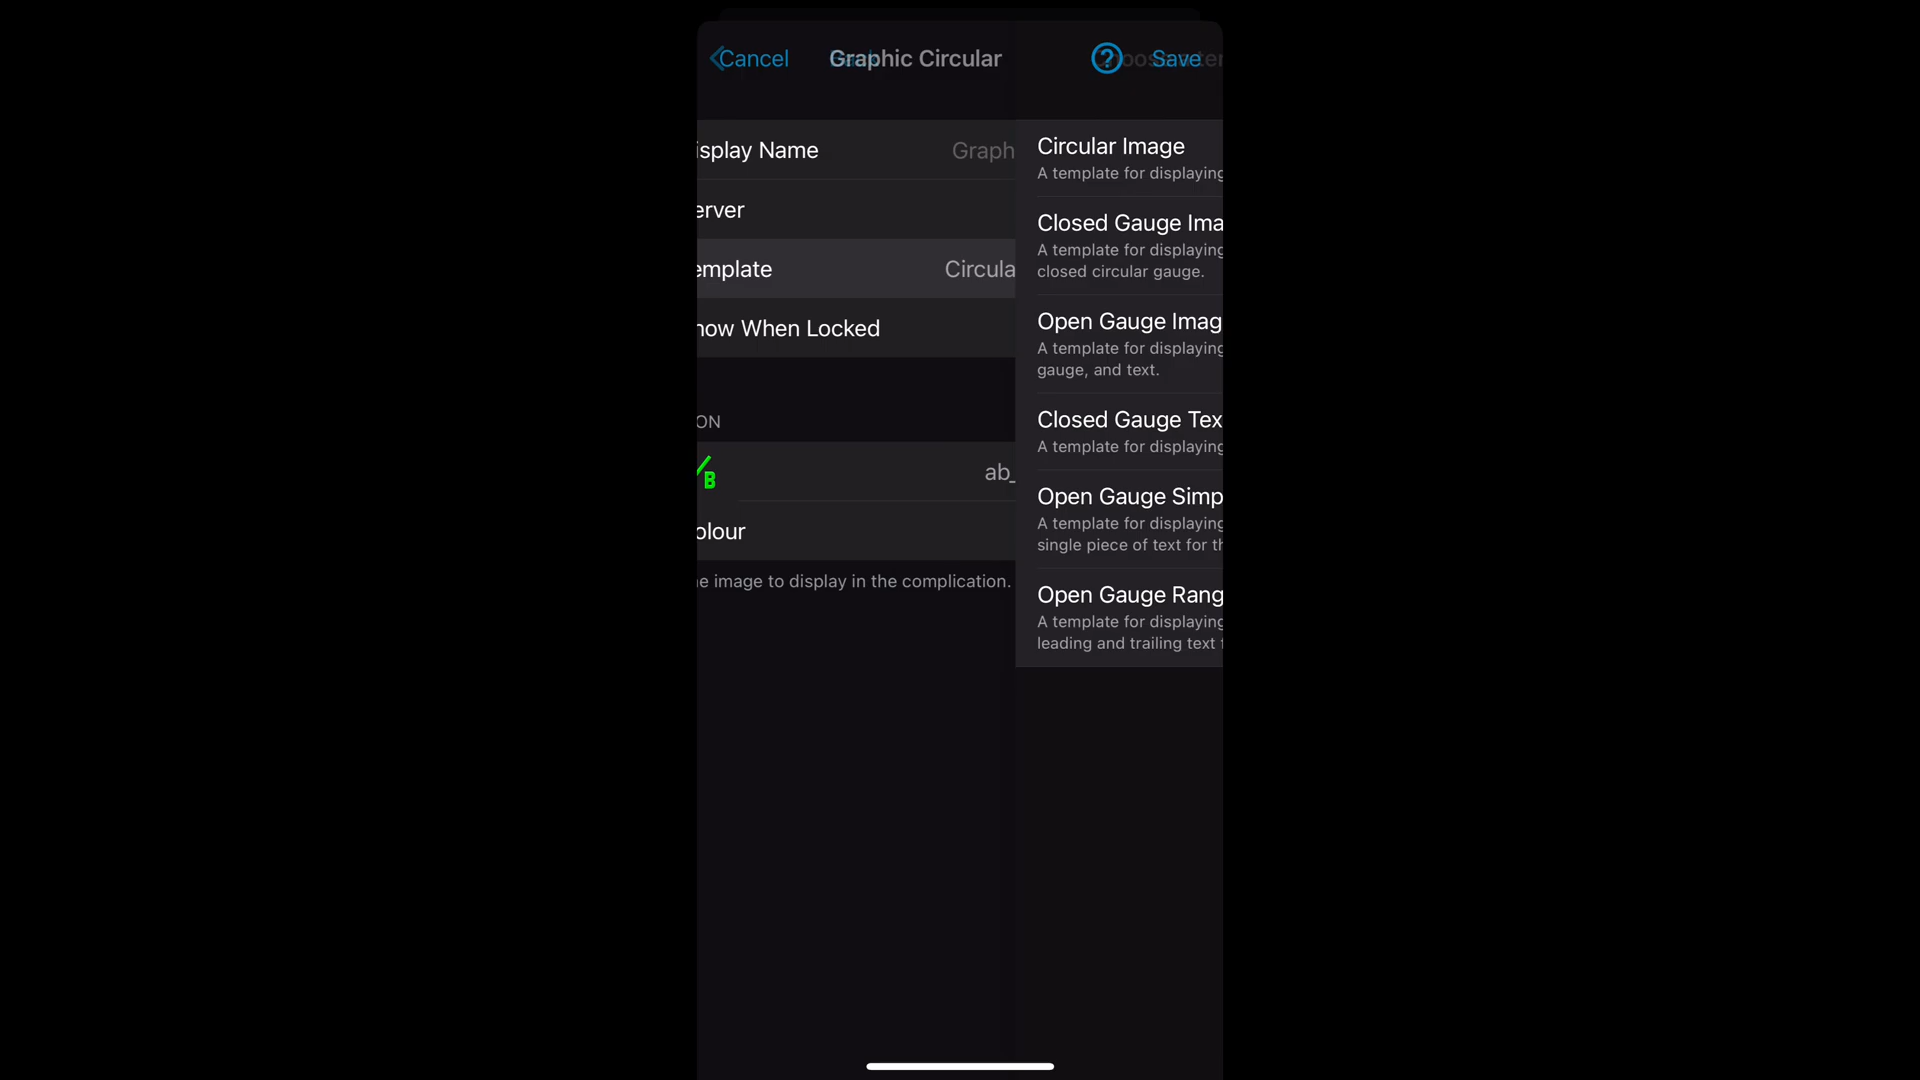 Cancel
Graphic Circular
Save
isplay Name
Graph
erver
emplate
Circula
how When Locked
ON
B
ab_
olour
e image to display in the complication.
Circular Image
A template for displaying
Closed Gauge Ima
A template for displaying
closed circular gauge.
Open Gauge Imag
A template for displaying
gauge, and text.
Closed Gauge Tex
A template for displaying
Open Gauge Simp
A template for displaying
single piece of text for th
Open Gauge Rang
A template for displaying
leading and trailing text f